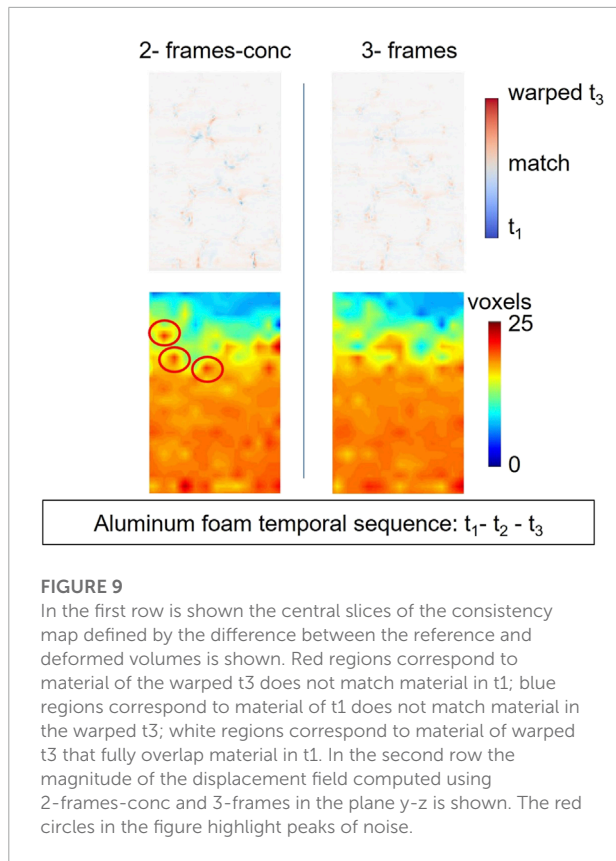 2- frames-conc
3- frames
warped t₃
match
t₁
voxels
25
0
Aluminum foam temporal sequence: t₁- t₂ - t₃
FIGURE 9
In the first row is shown the central slices of the consistency
map defined by the difference between the reference and
deformed volumes is shown. Red regions correspond to
material of the warped t3 does not match material in t1; blue
regions correspond to material of t1 does not match material in
the warped t3; white regions correspond to material of warped
t3 that fully overlap material in t1. In the second row the
magnitude of the displacement field computed using
2-frames-conc and 3-frames in the plane y-z is shown. The red
circles in the figure highlight peaks of noise.